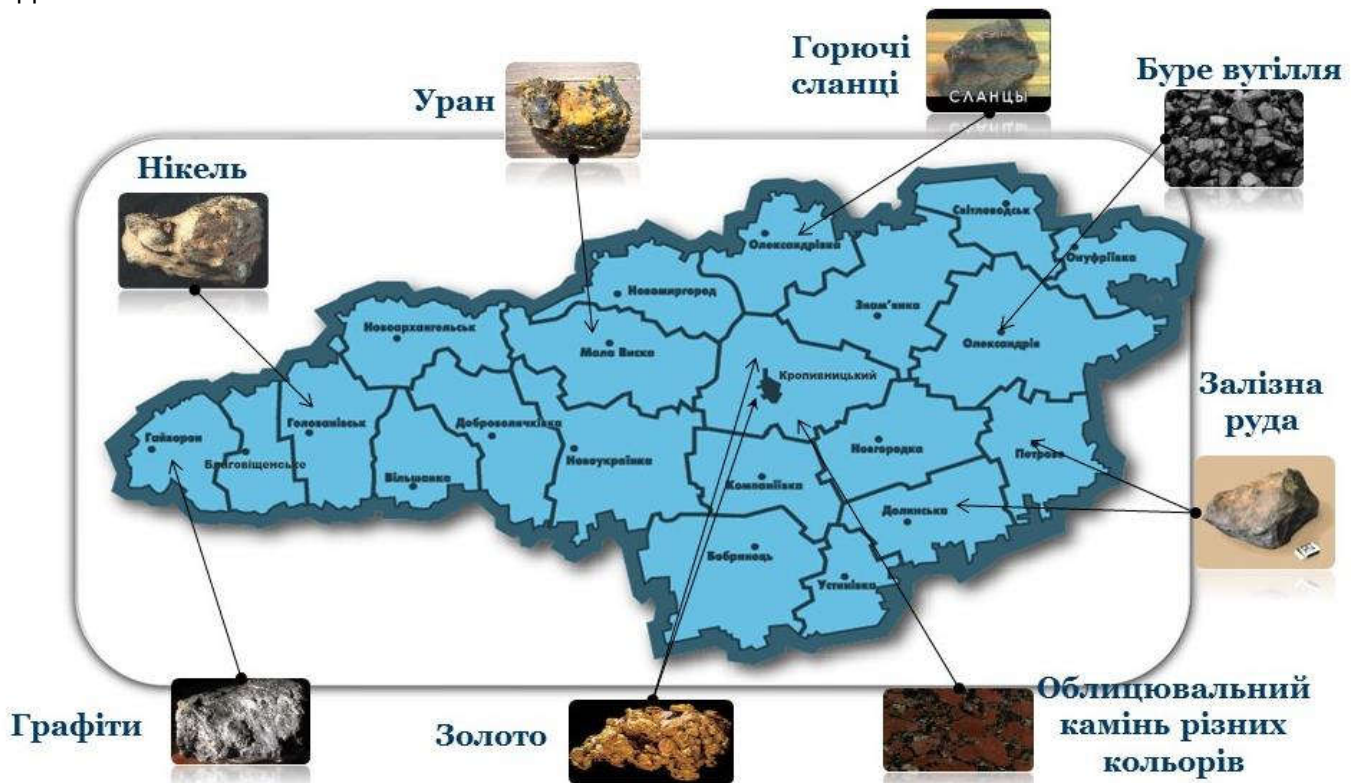 Горючі
сланці
СЛАНЦЫ
Буре вугілля
Уран
Нікель
Світловодськ
Онуфріївка
Олександрівка
Новомиргород
Знам'янка
Новоархангельськ
Мала Виска
Олександрія
Кропивницький
Залізна
руда
Голованівськ
Добровеличківка
Гайворон
Благовіщенське
Новоукраїнка
Новгородка
Петрово
Вільшанка
Компаніївка
Долинська
Бобринець
Устинівка
Графіти
Золото
Облицювальний
камінь різних
кольорів